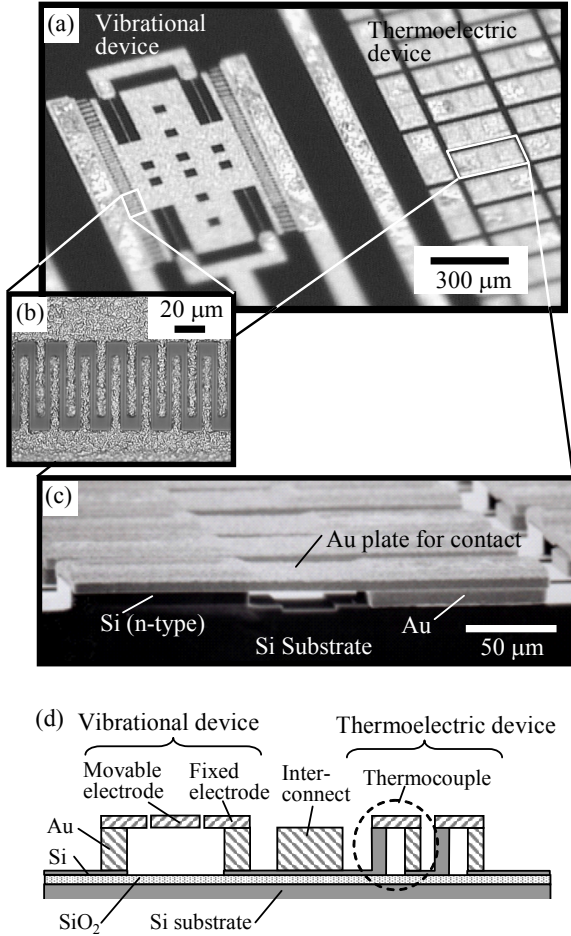 (a)
Vibrational
device
Thermoelectric
device
300 μm
(b)
20 μm
(c)
Au plate for contact
Si (n-type)
Au
Si Substrate
50 μm
(d)
Vibrational device
Thermoelectric device
Movable
electrode
Fixed
electrode
Inter-
connect
Thermocouple
Au
Si
SiO₂
Si substrate